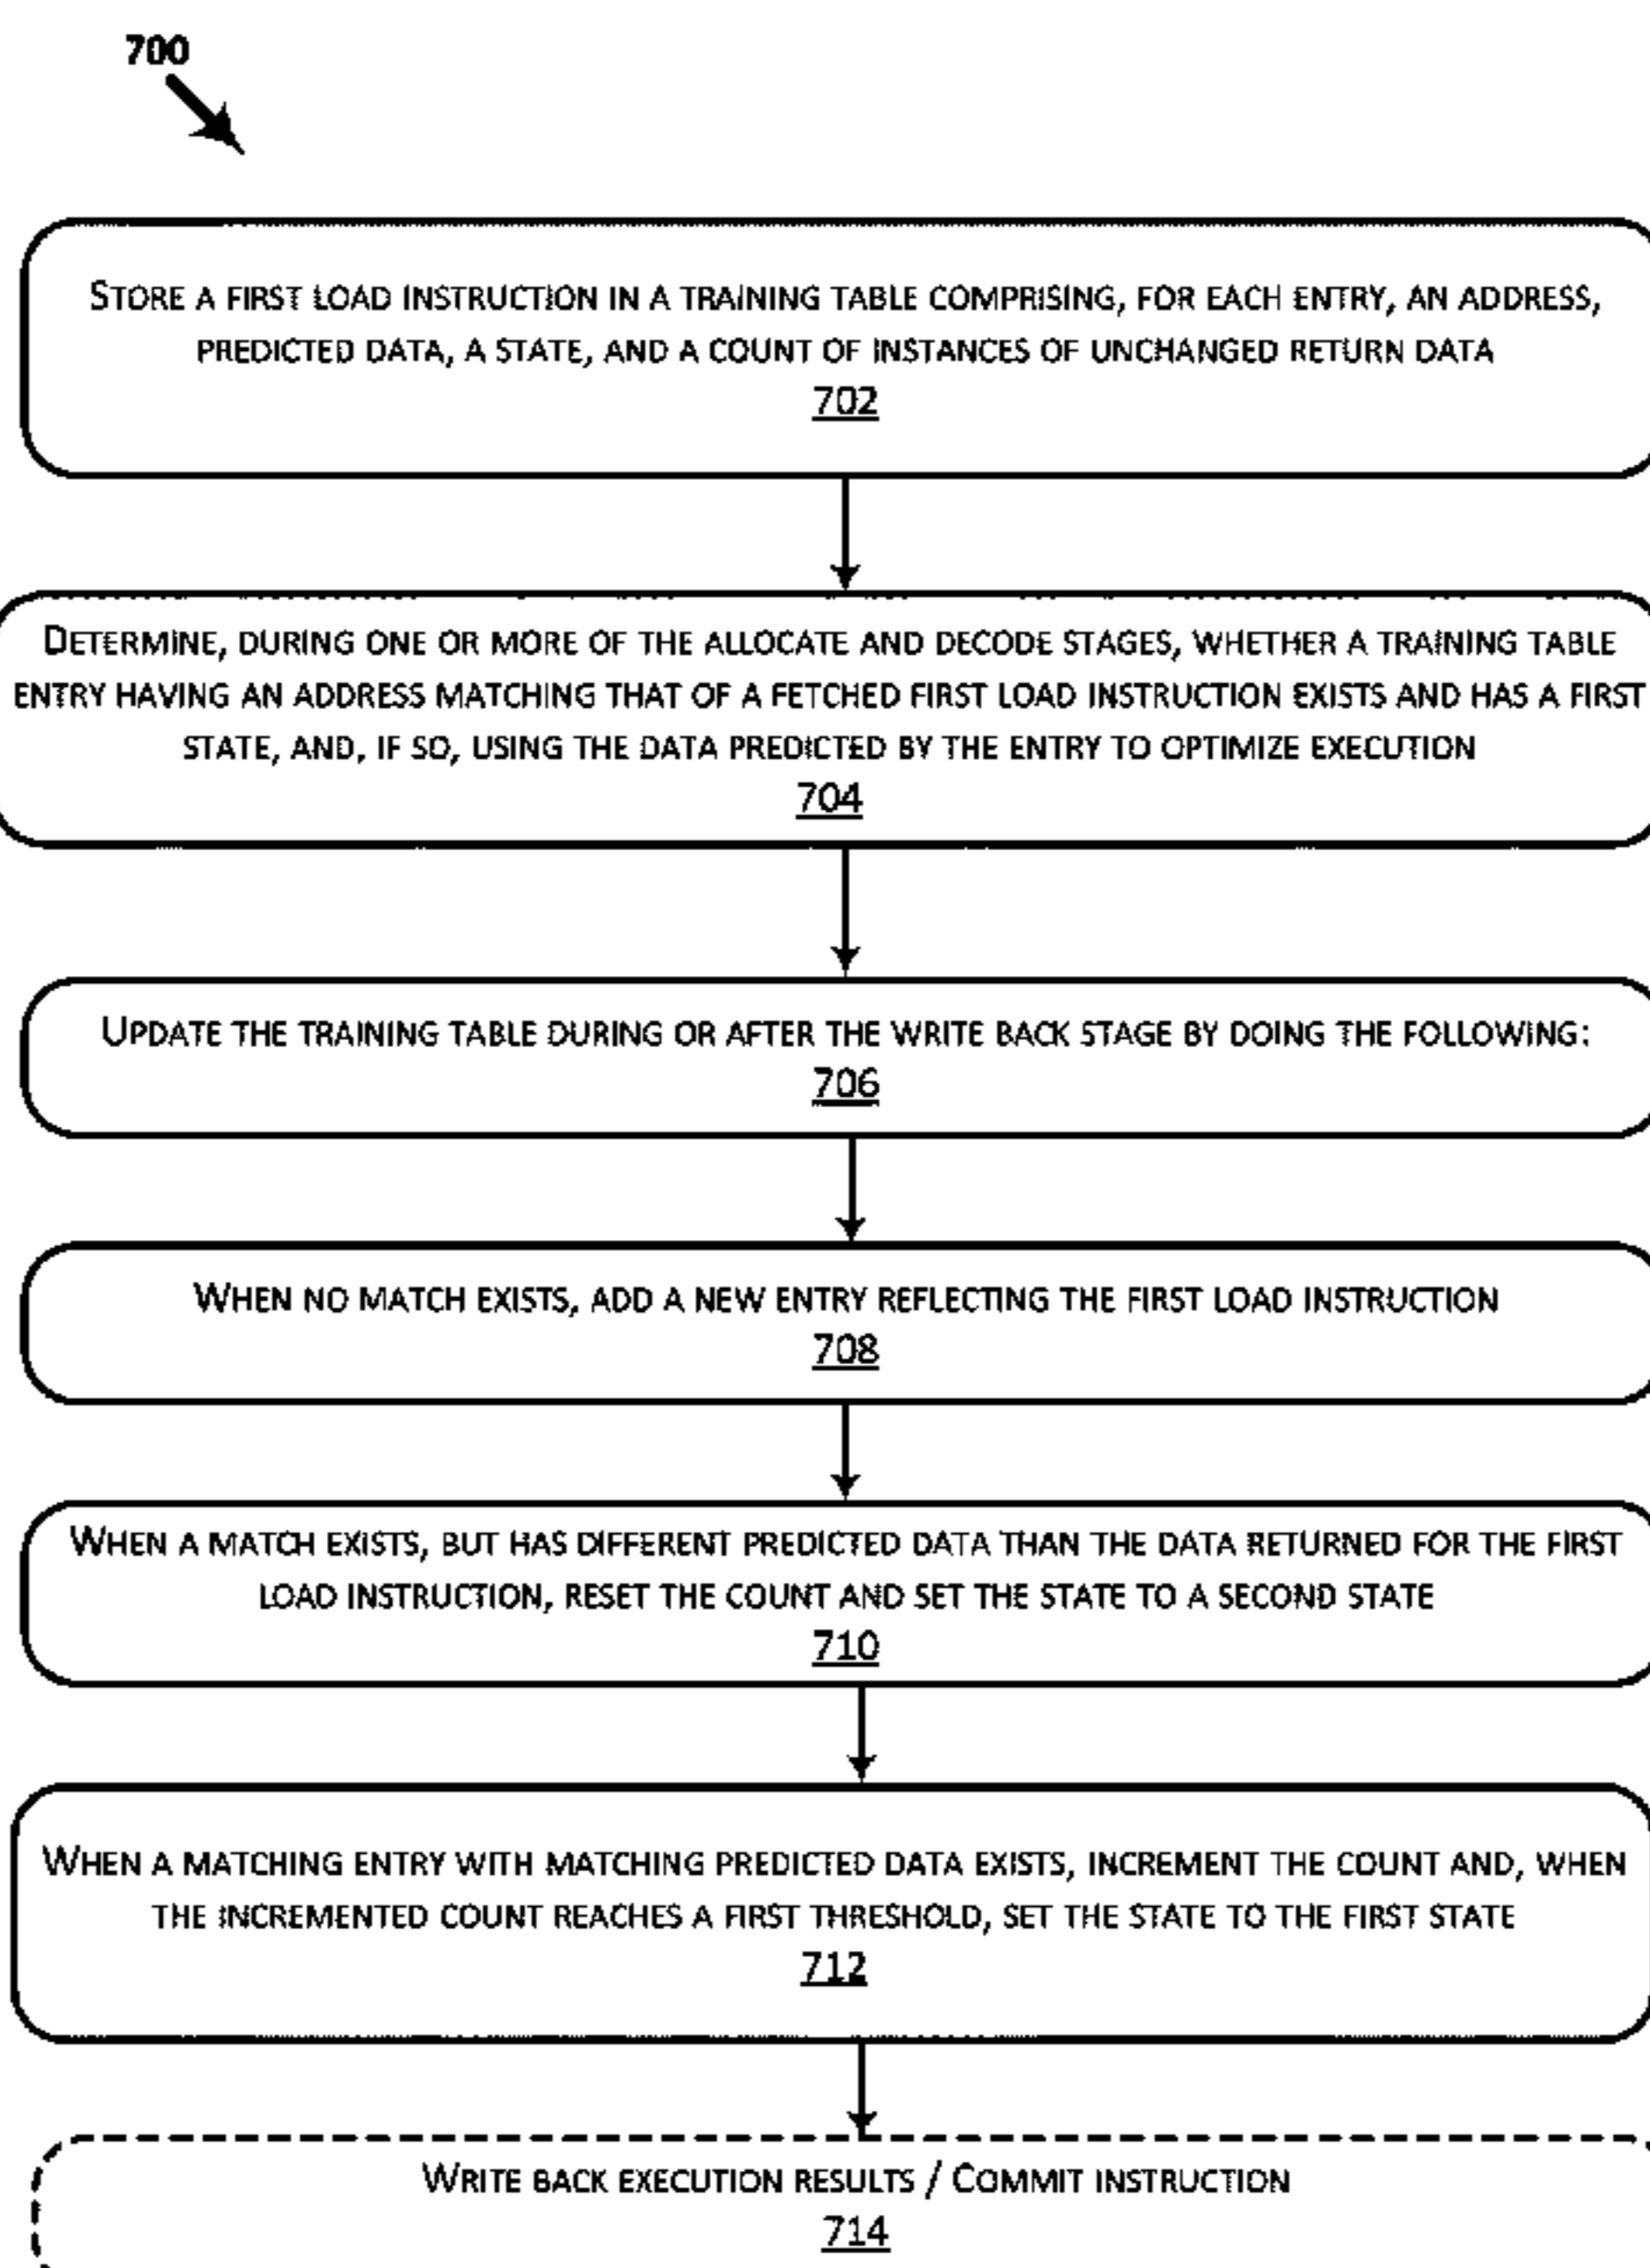 700
STORE A FIRST LOAD INSTRUCTION IN A TRAINING TABLE COMPRISING, FOR EACH ENTRY, AN ADDRESS,
PREDICTED DATA, A STATE, AND A COUNT OF INSTANCES OF UNCHANGED RETURN DATA
702
DETERMINE, DURING ONE OR MORE OF THE ALLOCATE AND DECODE STAGES, WHETHER A TRAINING TABLE
ENTRY HAVING AN ADDRESS MATCHING THAT OF A FETCHED FIRST LOAD INSTRUCTION EXISTS AND HAS A FIRST
STATE, AND, IF SO, USING THE DATA PREDICTED BY THE ENTRY TO OPTIMIZE EXECUTION
704
UPDATE THE TRAINING TABLE DURING OR AFTER THE WRITE BACK STAGE BY DOING THE FOLLOWING:
706
WHEN NO MATCH EXISTS, ADD A NEW ENTRY REFLECTING THE FIRST LOAD INSTRUCTION
708
WHEN A MATCH EXISTS, BUT HAS DIFFERENT PREDICTED DATA THAN THE DATA RETURNED FOR THE FIRST
LOAD INSTRUCTION, RESET THE COUNT AND SET THE STATE TO A SECOND STATE
710
WHEN A MATCHING ENTRY WITH MATCHING PREDICTED DATA EXISTS, INCREMENT THE COUNT AND, WHEN
THE INCREMENTED COUNT REACHES A FIRST THRESHOLD, SET THE STATE TO THE FIRST STATE
712
WRITE BACK EXECUTION RESULTS / COMMIT INSTRUCTION
714